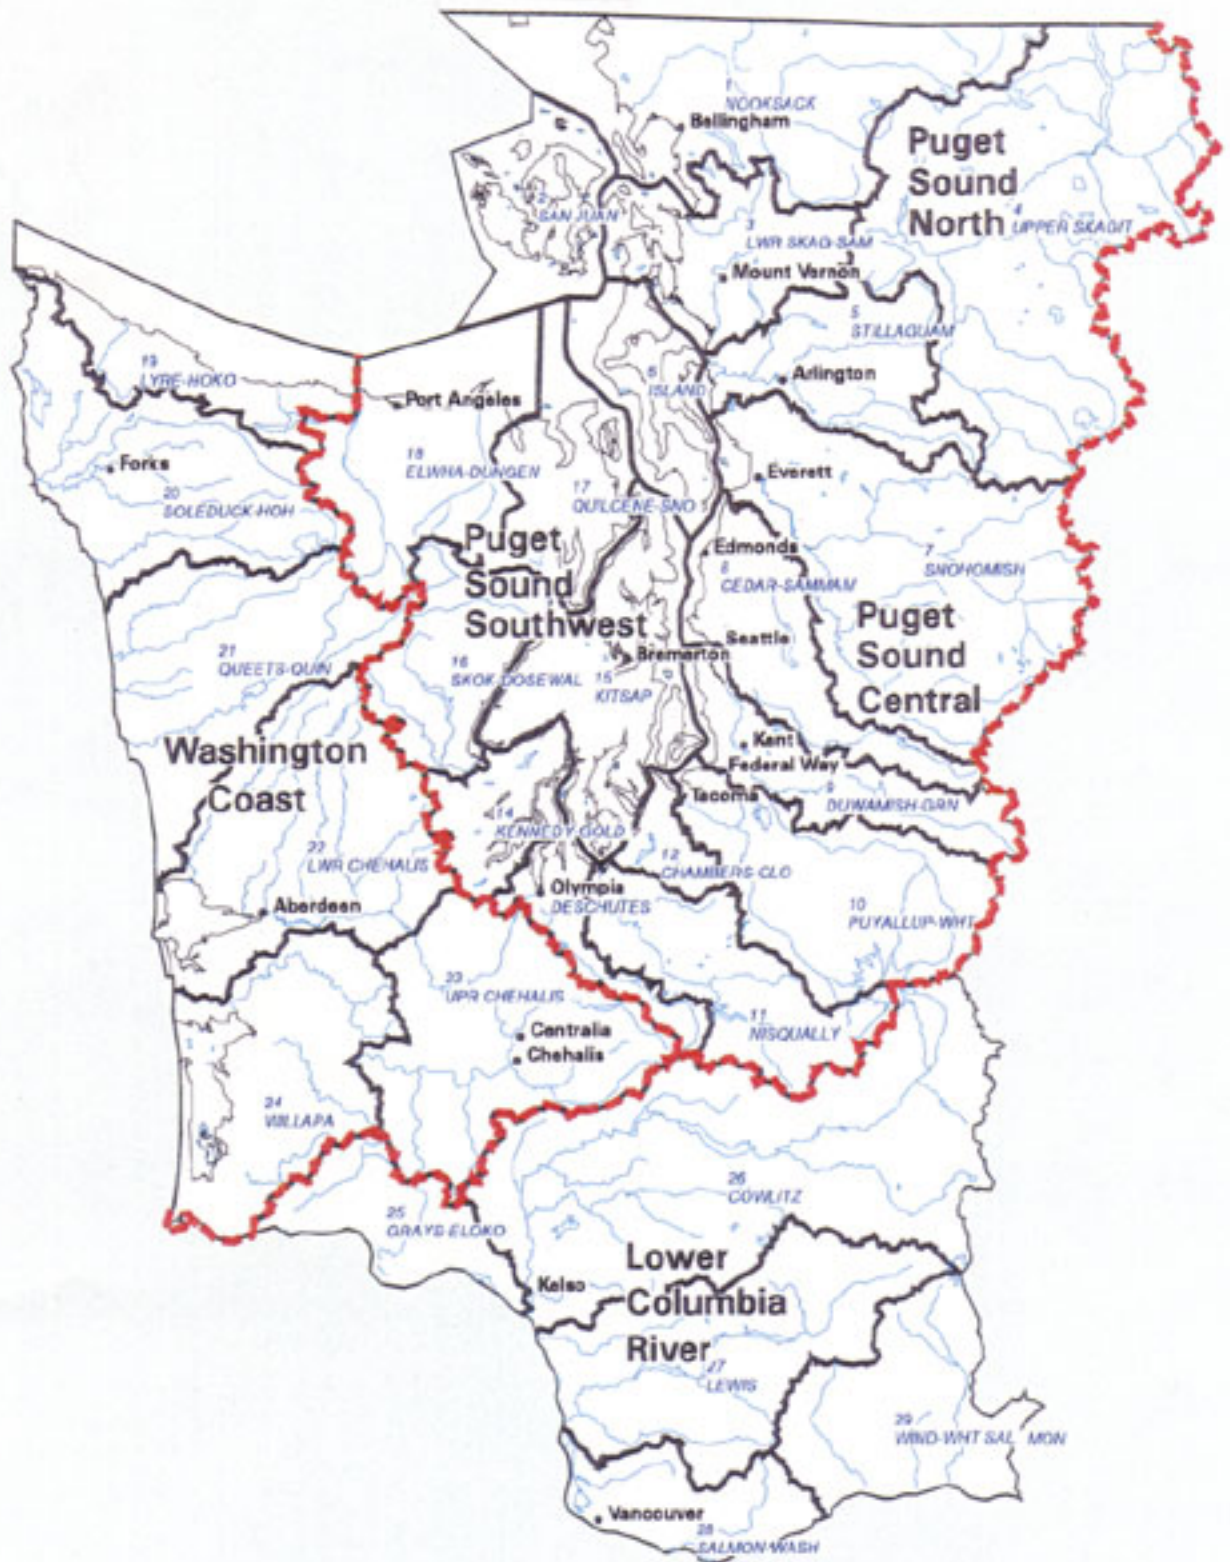 1
NOOKSACK
Bellingham
Puget
Sound
North
2
SAN JUAN
3
LWR SKAG-SAM
4
UPPER SKAGIT
3
Mount Vernon
5
STILLAGUAM
19
LYRE-HOKO
6
ISLAND
Arlington
Port Angeles
Forks
18
ELWHA-DUNGEN
Everett
20
SOLEDUCK-HOH
17
QUILCENE-SNO
Puget
Sound
Southwest
Edmonds
8
CEDAR-SAMMAM
7
SNOHOMISH
Puget
Sound
Central
21
QUEETS-QUIN
Seattle
Bremerton
16
SKOK-DOSEWAL
15
KITSAP
Washington
Coast
Kent
Federal Way
Tacoma
9
DUWAMISH-GRN
14
KENNEDY-GOLD
22
LWR CHEHALIS
12
CHAMBERS-CLO
Olympia
DESCHUTES
Aberdeen
10
PUYALLUP-WHT
23
UPR CHEHALIS
Centralia
Chehalis
11
NISQUALLY
24
WILLAPA
26
COWLITZ
25
GRAYS-ELOKO
Kelso
Lower
Columbia
River
27
LEWIS
29
WIND-WHT SAL MON
Vancouver
28
SALMON-WASH